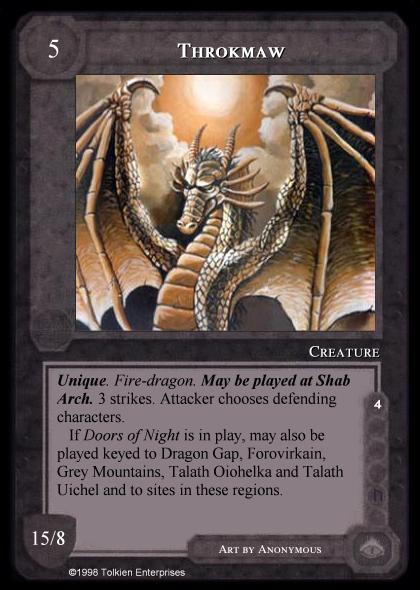 5
Throkmaw
Creature
Unique. Fire-dragon. May be played at Shab
Arch. 3 strikes. Attacker chooses defending
characters.
If Doors of Night is in play, may also be
played keyed to Dragon Gap, Forovirkain,
Grey Mountains, Talath Oiohelka and Talath
Uichel and to sites in these regions.
4
15/8
Art by Anonymous
©1998 Tolkien Enterprises